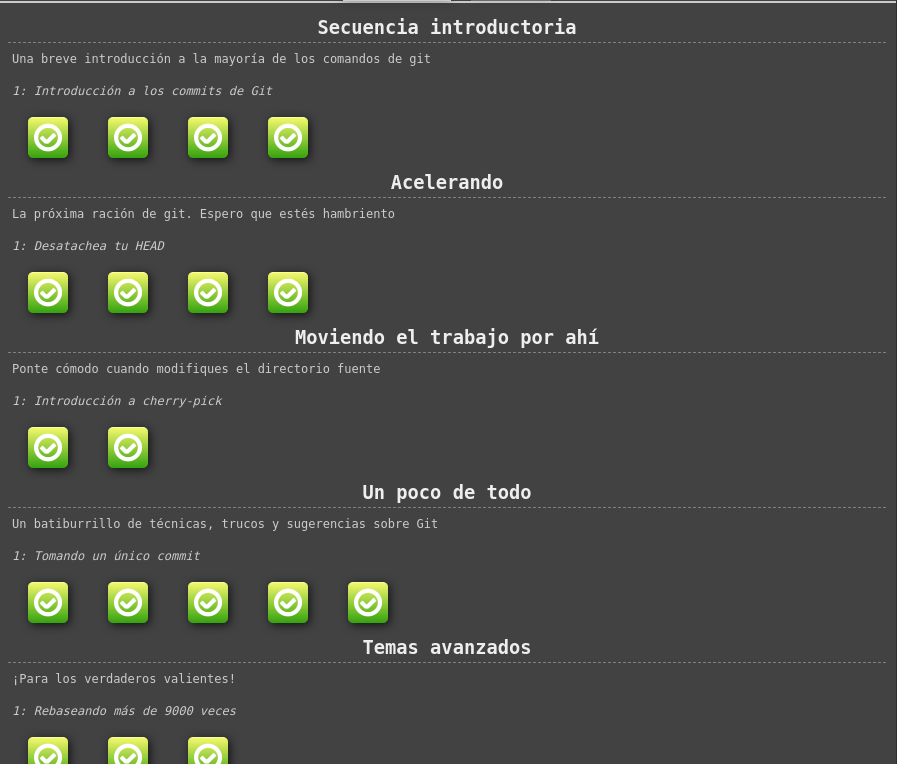 Secuencia introductoria
Una breve introducción a la mayoría de los comandos de git
1: Introducción a los commits de Git
Acelerando
La próxima ración de git. Espero que estés hambriento
1: Desatachea tu HEAD
Moviendo el trabajo por ahí
Ponte cómodo cuando modifiques el directorio fuente
1: Introducción a cherry-pick
Un poco de todo
Un batiburrillo de técnicas, trucos y sugerencias sobre Git
1: Tomando un único commit
Temas avanzados
¡Para los verdaderos valientes!
1: Rebaseando más de 9000 veces